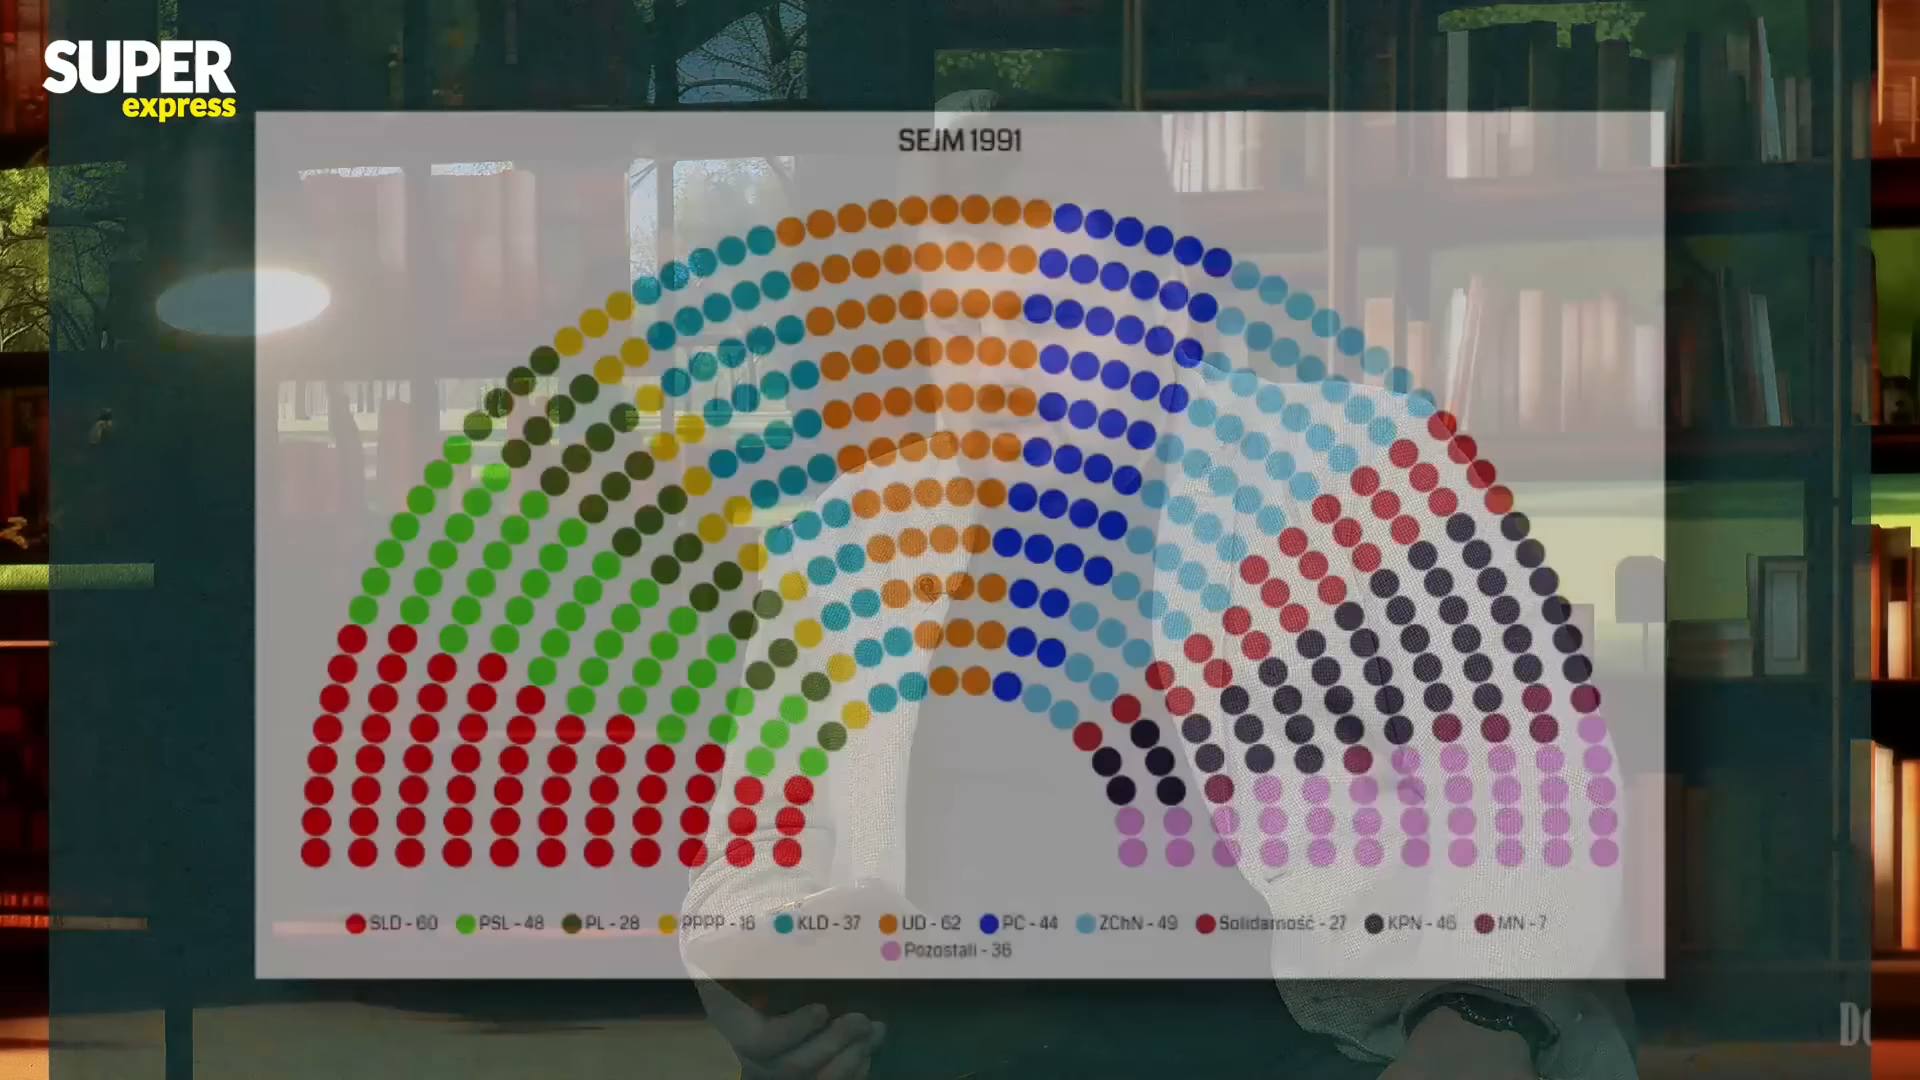 SUPER
express
SEJM 1991
SLD - 60 PSL - 48 PL - 28 PPPP - 16 KLD - 37 UD - 62 PC - 44 ZChN - 49 Solidarność - 27 KPN - 46 MN - 7
Pozostali - 36